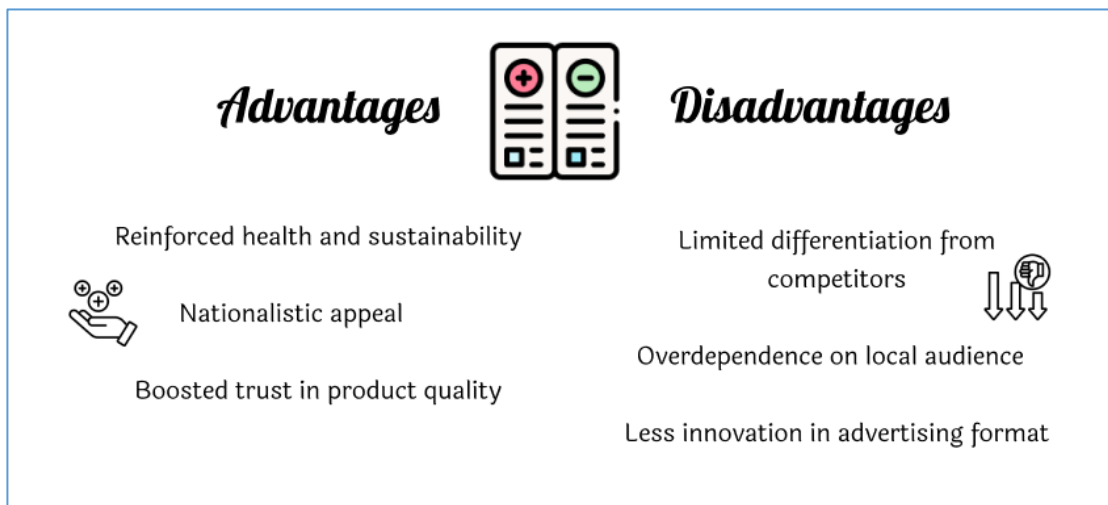 Advantages
Disadvantages
Reinforced health and sustainability
Nationalistic appeal
Boosted trust in product quality
Limited differentiation from
competitors
Overdependence on local audience
Less innovation in advertising format